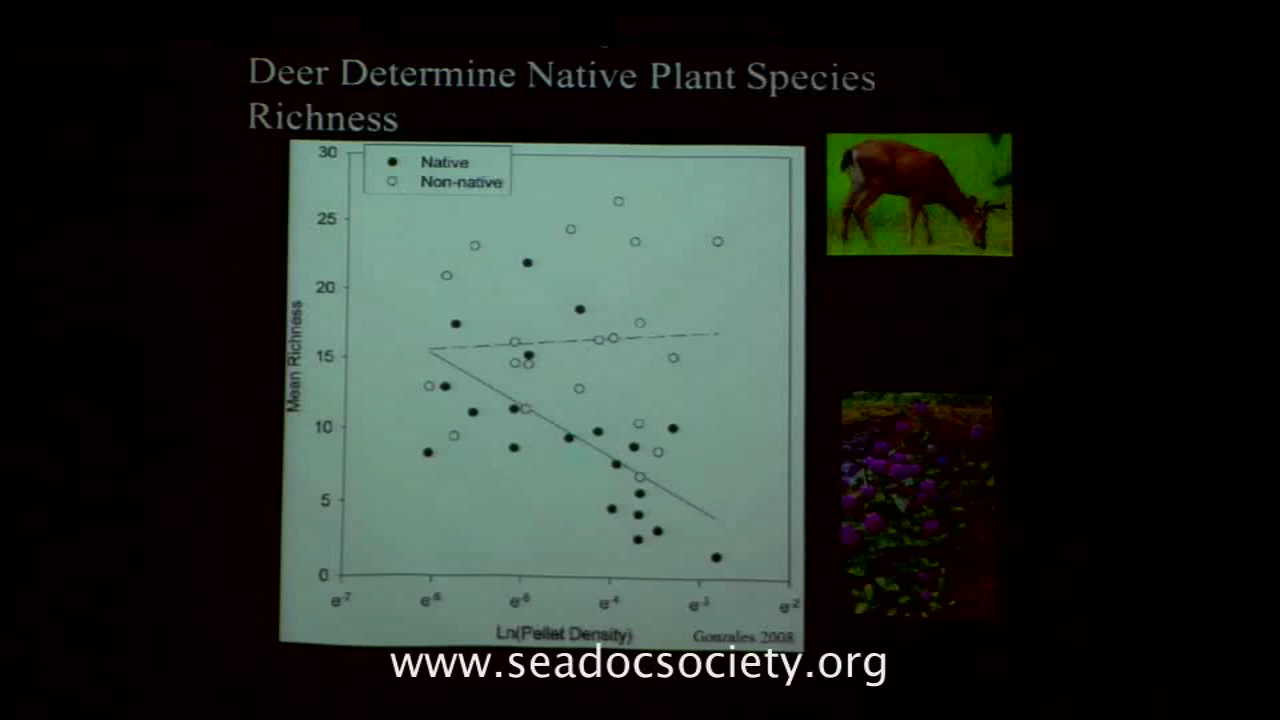 Deer Determine Native Plant Species
Richness
Native
Non-native
30
25
20
15
10
5
0
Mean Richness
e-7
e-6
e-5
e-4
e-3
e-2
Ln(Pellet Density)
Gonzales 2008
www.seadocsociety.org